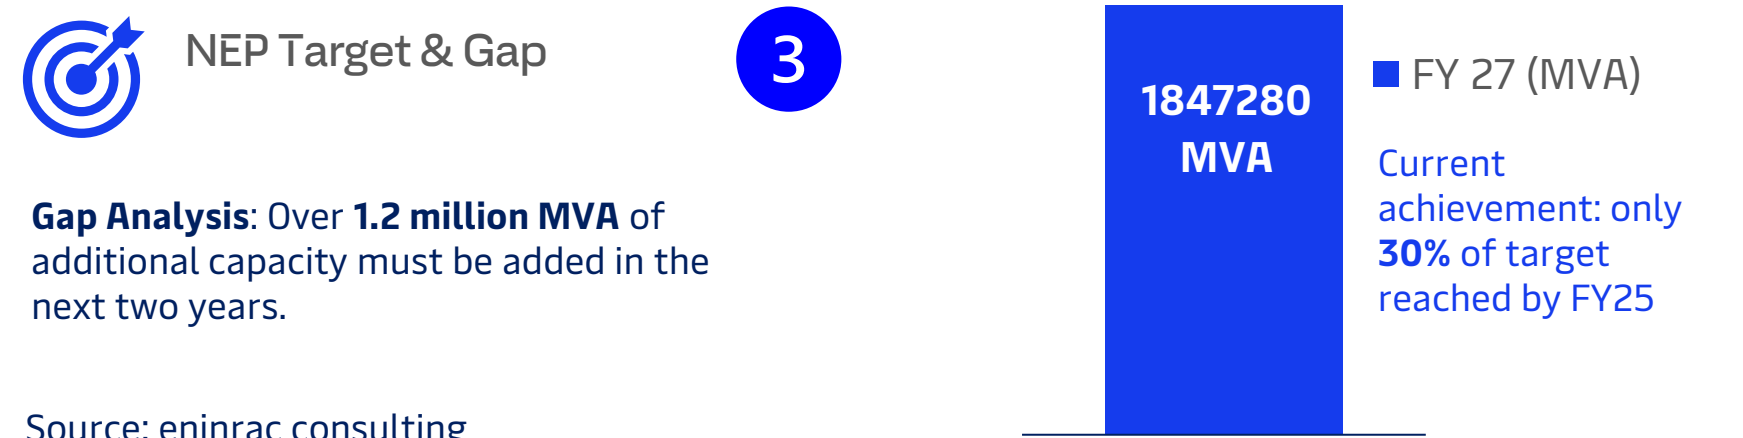 NEP Target & Gap
3
Gap Analysis: Over 1.2 million MVA of
additional capacity must be added in the
next two years.
Source: eninrac consulting
1847280
MVA
FY 27 (MVA)
Current
achievement: only
30% of target
reached by FY25